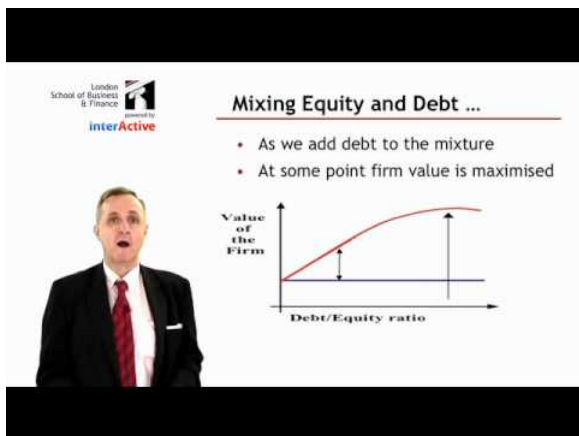 London
School of Business
& Finance
powered by
interActive
Mixing Equity and Debt ...
• As we add debt to the mixture
• At some point firm value is maximised
Value
of
the
Firm
Debt/Equity ratio